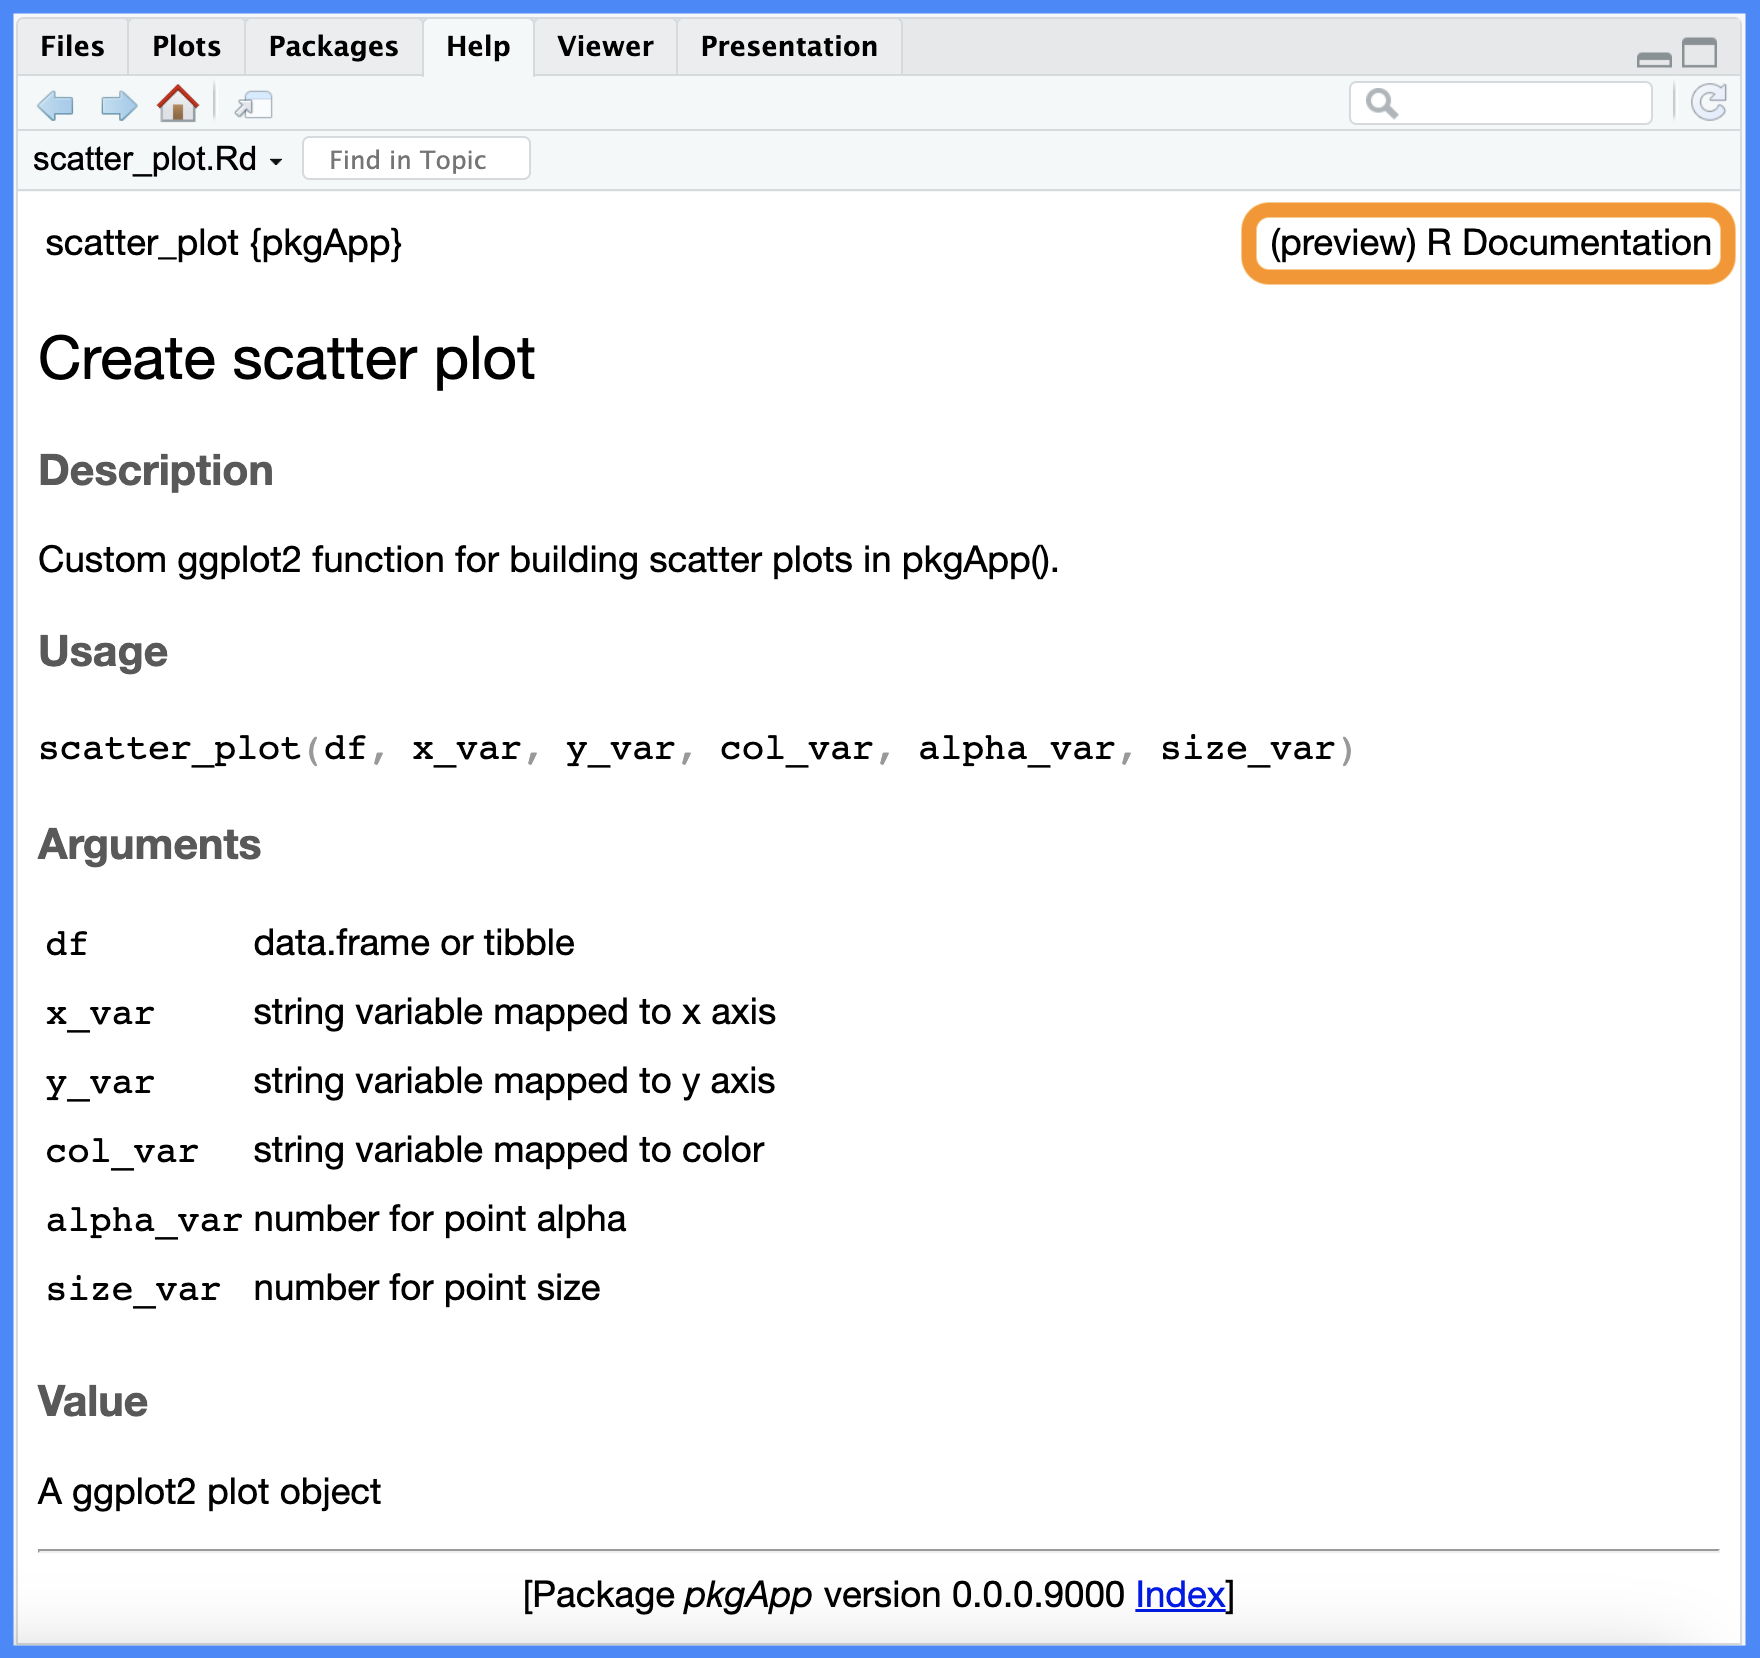 Files Plots Packages Help Viewer Presentation
scatter_plot.Rd Find in Topic
scatter_plot {pkgApp} (preview) R Documentation
Create scatter plot
Description
Custom ggplot2 function for building scatter plots in pkgApp().
Usage
scatter_plot(df, x_var, y_var, col_var, alpha_var, size_var)
Arguments
df data.frame or tibble
x_var string variable mapped to x axis
y_var string variable mapped to y axis
col_var string variable mapped to color
alpha_var number for point alpha
size_var number for point size
Value
A ggplot2 plot object
[Package pkgApp version 0.0.0.9000 Index]